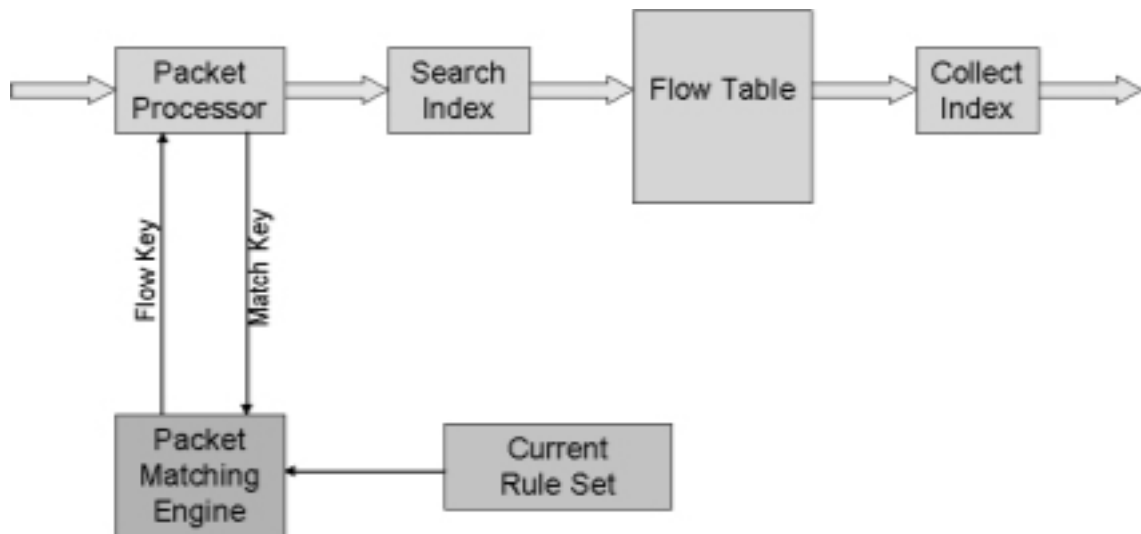 Packet
Processor
Search
Index
Flow Table
Collect
Index
Flow Key
Match Key
Packet
Matching
Engine
Current
Rule Set